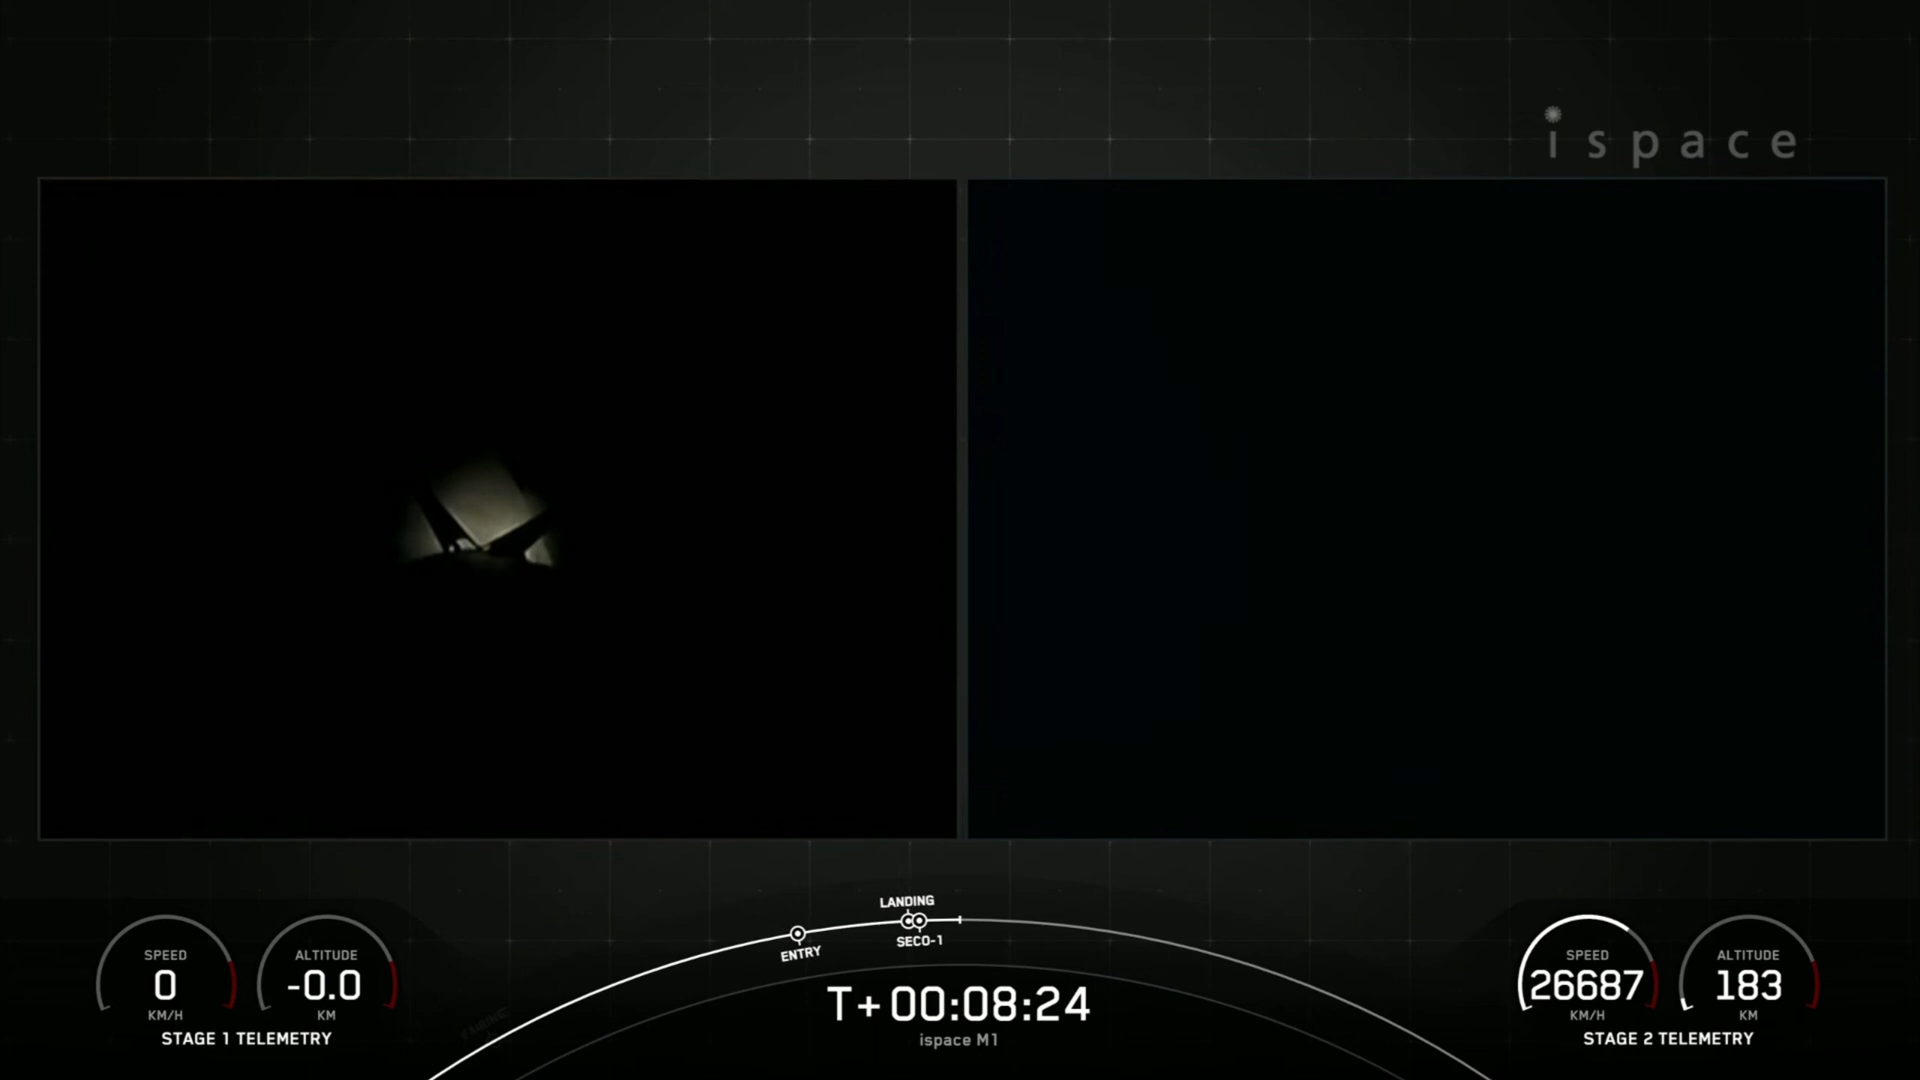 ispace
LANDING
SECO-1
ENTRY
SPEED
0
KM/H
ALTITUDE
-0.0
KM
STAGE 1 TELEMETRY
T+00:08:24
ispace M1
SPEED
26687
KM/H
ALTITUDE
183
KM
STAGE 2 TELEMETRY